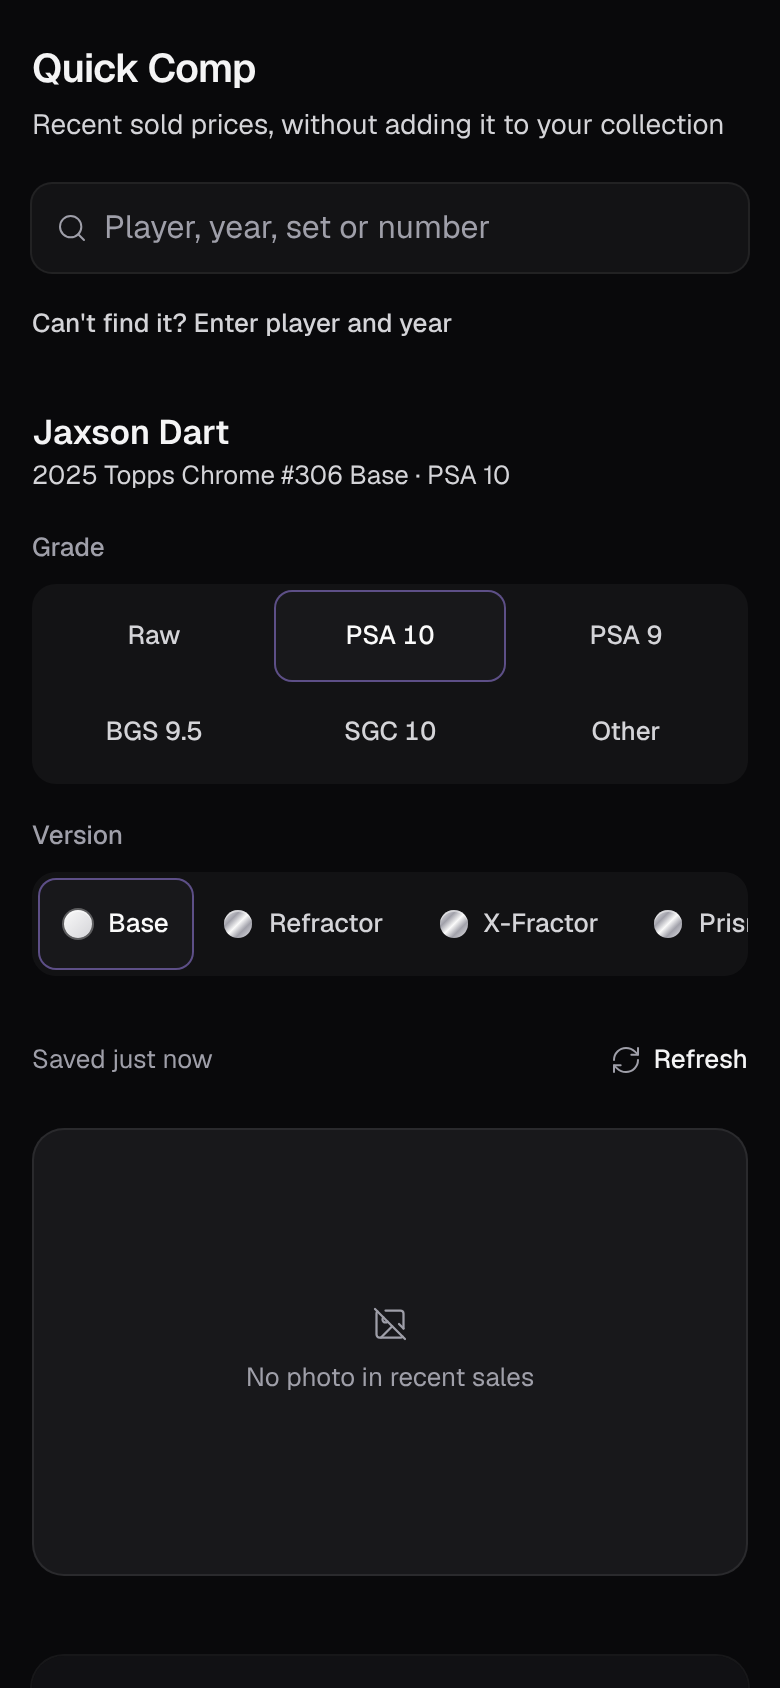 Quick Comp
Recent sold prices, without adding it to your collection
Player, year, set or number
Can't find it? Enter player and year
Jaxson Dart
2025 Topps Chrome #306 Base · PSA 10
Grade
Raw PSA 10 PSA 9
BGS 9.5 SGC 10 Other
Version
Base Refractor X-Fractor
Saved just now Refresh
No photo in recent sales